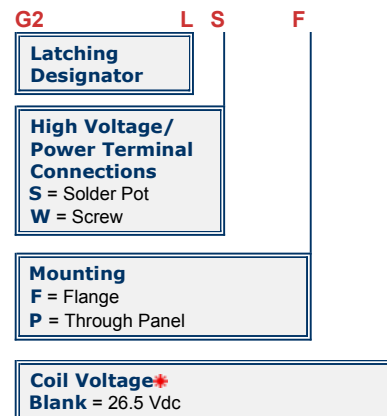 G2 L S F
Latching
Designator
High Voltage/
Power Terminal
Connections
S = Solder Pot
W = Screw
Mounting
F = Flange
P = Through Panel
Coil Voltage*
Blank = 26.5 Vdc